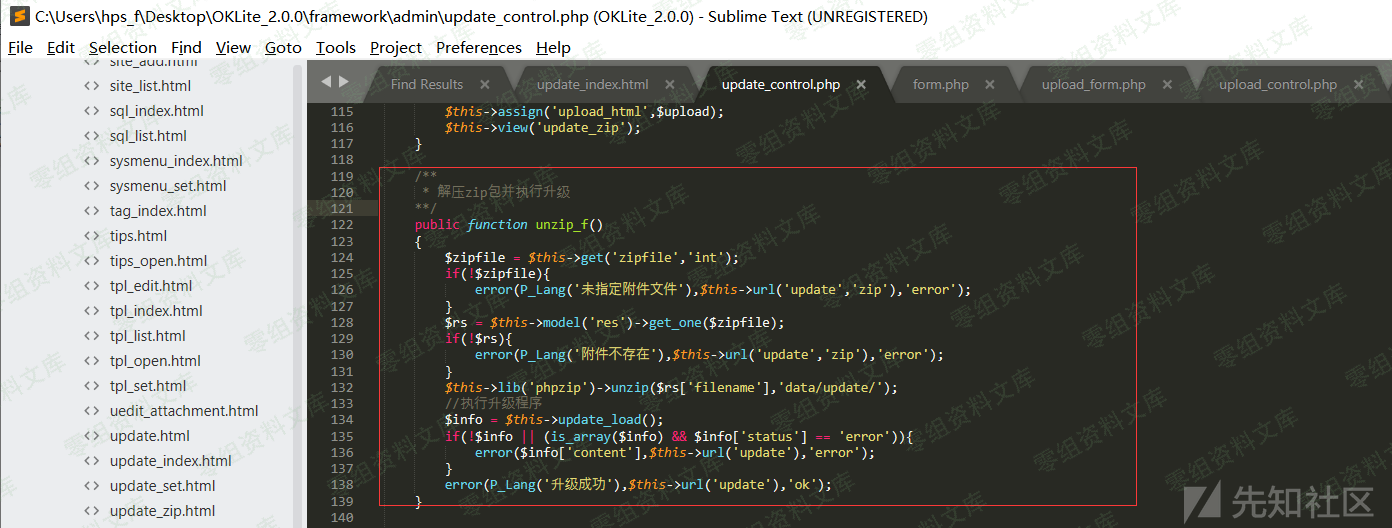 C:\Users\hps_f\Desktop\OKLite_2.0.0\framework\admin\update_control.php (OKLite_2.0.0) - Sublime Text (UNREGISTERED)
File Edit Selection Find View Goto Tools Project Preferences Help
site_add.html
site_list.html
sql_index.html
sql_list.html
sysmenu_index.html
sysmenu_set.html
tag_index.html
tips.html
tips_open.html
tpl_edit.html
tpl_index.html
tpl_list.html
tpl_open.html
tpl_set.html
uedit_attachment.html
update.html
update_index.html
update_set.html
update_zip.html
Find Results update_index.html update_control.php form.php upload_form.php upload_control.php
115 $this->assign('upload_html',$upload);
116 $this->view('update_zip');
117 }
118
119 /**
120 * 解压zip包并执行升级
121 **/
122 public function unzip_f()
123 {
124 $zipfile = $this->get('zipfile','int');
125 if(!$zipfile){
126 error(P_Lang('未指定附件文件'),$this->url('update','zip'),'error');
127 }
128 $rs = $this->model('res')->get_one($zipfile);
129 if(!$rs){
130 error(P_Lang('附件不存在'),$this->url('update','zip'),'error');
131 }
132 $this->lib('phpzip')->unzip($rs['filename'],'data/update/');
133 //执行升级程序
134 $info = $this->update_load();
135 if(!$info || (is_array($info) && $info['status'] == 'error')){
136 error($info['content'],$this->url('update'),'error');
137 }
138 error(P_Lang('升级成功'),$this->url('update'),'ok');
139 }
140
零组资料文库
先知社区